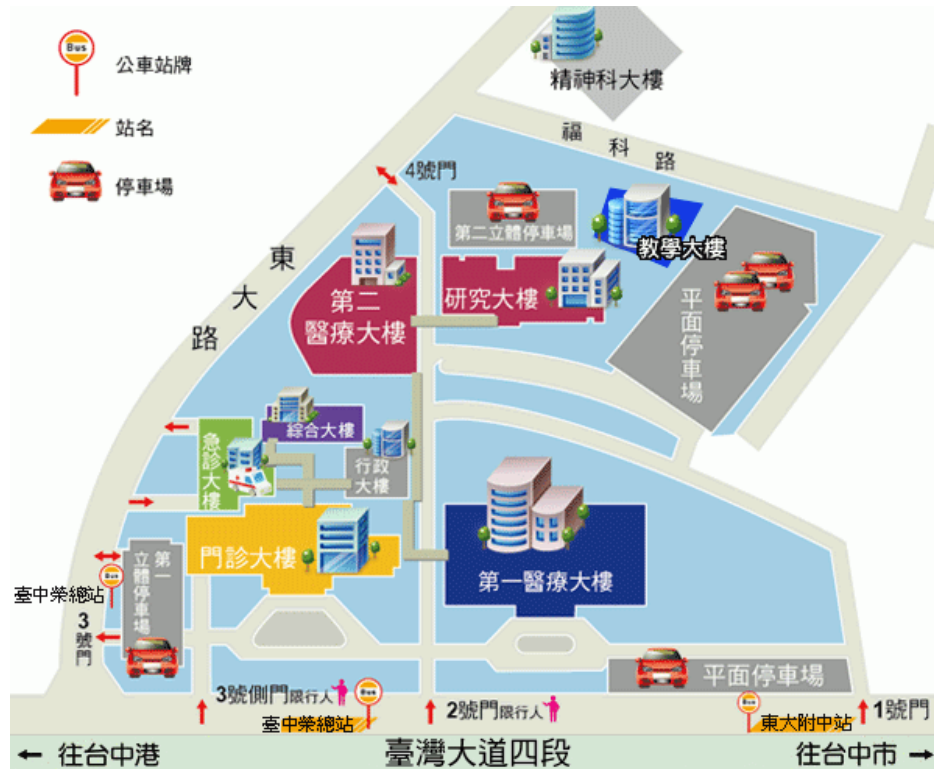 Bus
公車站牌
站名
停車場
精神科大樓
福科路
4號門
第二立體停車場
教學大樓
東大路
第二
醫療大樓
研究大樓
平面停車場
綜合大樓
急診大樓
行政
大樓
門診大樓
第一醫療大樓
第一
立體停車場
Bus
臺中榮總站
3號門
平面停車場
3號側門限行人
Bus
臺中榮總站
2號門限行人
Bus
東大附中站
1號門
往台中港
臺灣大道四段
往台中市